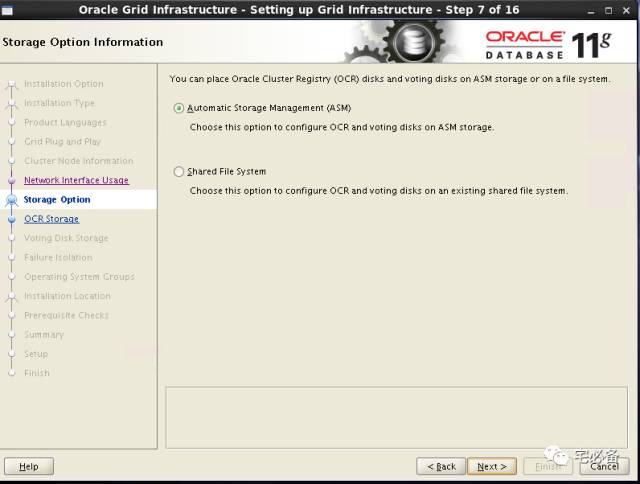 Oracle Grid Infrastructure - Setting up Grid Infrastructure - Step 7 of 16
Storage Option Information
ORACLE
DATABASE 11g
Installation Option
Installation Type
Product Languages
Grid Plug and Play
Cluster Node Information
Network Interface Usage
Storage Option
OCR Storage
Voting Disk Storage
Failure Isolation
Operating System Groups
Installation Location
Prerequisite Checks
Summary
Setup
Finish
You can place Oracle Cluster Registry (OCR) disks and voting disks on ASM storage or on a file system.
Automatic Storage Management (ASM)
Choose this option to configure OCR and voting disks on ASM storage.
Shared File System
Choose this option to configure OCR and voting disks on an existing shared file system.
Help
< Back
Next >
Finish
Cancel
宅必备